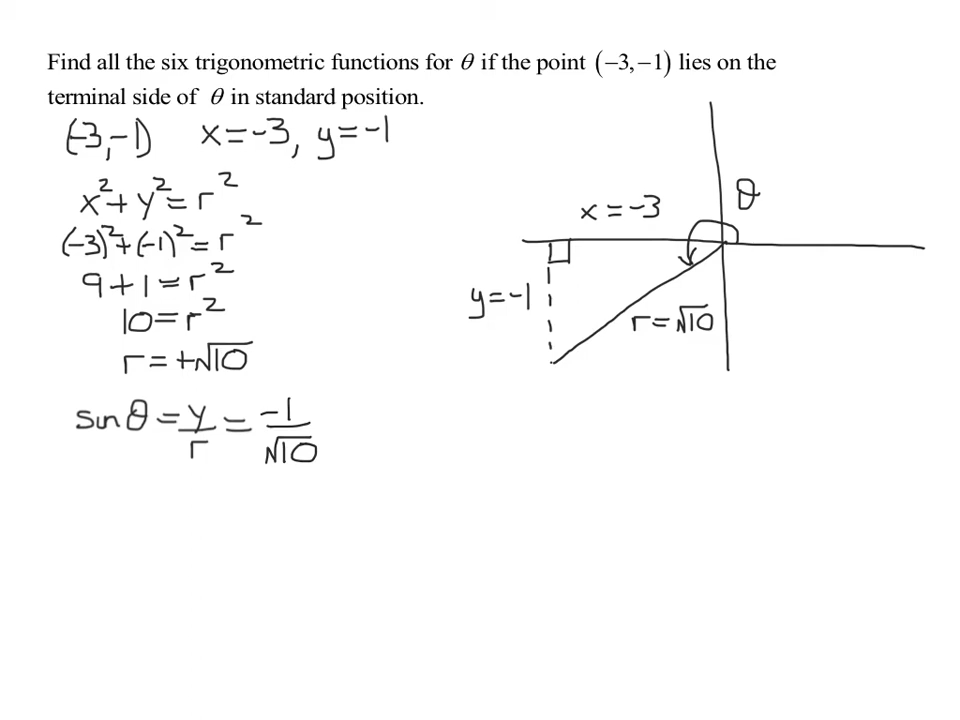 Find all the six trigonometric functions for θ if the point (−3,−1) lies on the
terminal side of θ in standard position.
(-3,-1) x=-3, y=-1
x²+y²=r²
(-3)²+(-1)²=r²
9+1=r²
10=r²
r=+√10
sin θ = y/r = -1/√10
θ
x=-3
y=-1
r=√10